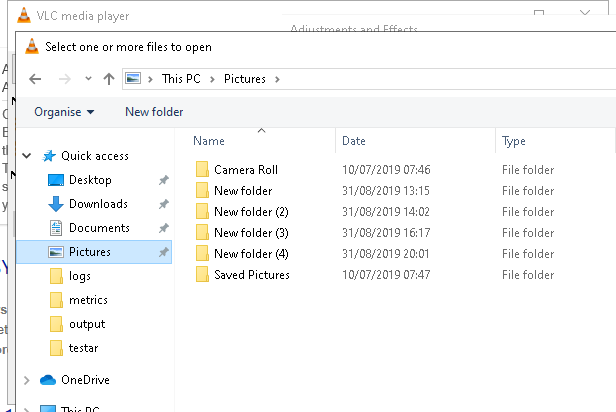 VLC media player
Adjustments and Effects
Select one or more files to open
This PC > Pictures >
Organise New folder
Name Date Type
Quick access
Desktop
Downloads
Documents
Pictures
logs
metrics
output
testar
OneDrive
This PC
Camera Roll 10/07/2019 07:46 File folder
New folder 31/08/2019 13:15 File folder
New folder (2) 31/08/2019 14:02 File folder
New folder (3) 31/08/2019 16:17 File folder
New folder (4) 31/08/2019 20:01 File folder
Saved Pictures 10/07/2019 07:47 File folder